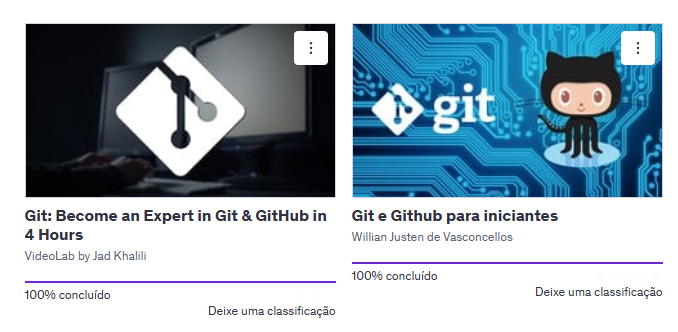 git
Git: Become an Expert in Git & GitHub in
4 Hours
VideoLab by Jad Khalili
100% concluído
Deixe uma classificação
Git e Github para iniciantes
Willian Justen de Vasconcellos
100% concluído
Deixe uma classificação